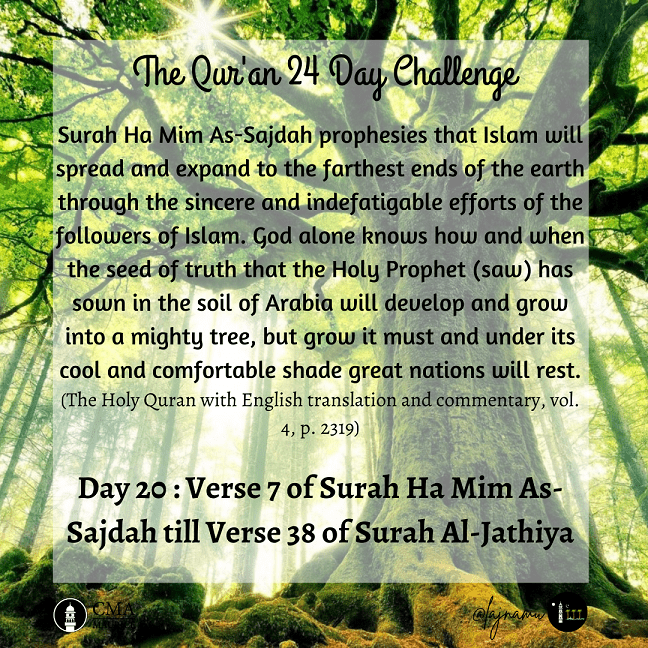 The Qur'an 24 Day Challenge
Surah Ha Mim As-Sajdah prophesies that Islam will
spread and expand to the farthest ends of the earth
through the sincere and indefatigable efforts of the
followers of Islam. God alone knows how and when
the seed of truth that the Holy Prophet (saw) has
sown in the soil of Arabia will develop and grow
into a mighty tree, but grow it must and under its
cool and comfortable shade great nations will rest.
(The Holy Quran with English translation and commentary, vol.
4, p. 2319)
Day 20 : Verse 7 of Surah Ha Mim As-
Sajdah till Verse 38 of Surah Al-Jathiya
CMA